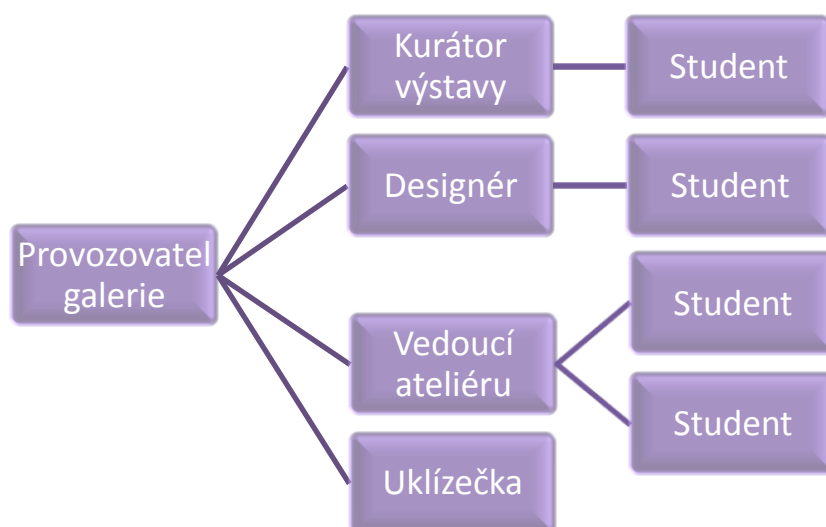 Kurátor
výstavy
Student
Designér
Student
Provozovatel
galerie
Vedoucí
ateliéru
Student
Student
Uklízečka